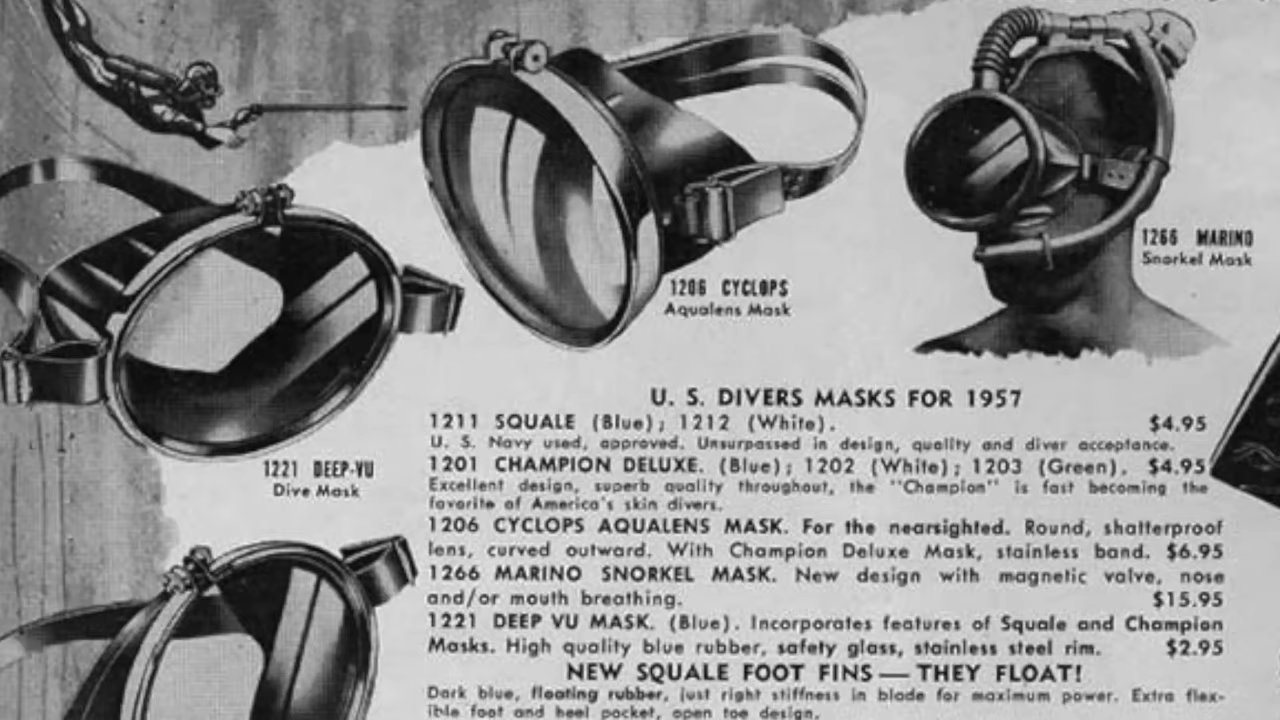 1266 MARINO
Snorkel Mask
1206 CYCLOPS
Aqualens Mask
1221 DEEP-VU
Dive Mask
U. S. DIVERS MASKS FOR 1957
1211 SQUALE (Blue); 1212 (White). $4.95
U. S. Navy used, approved. Unsurpassed in design, quality and diver acceptance.
1201 CHAMPION DELUXE. (Blue); 1202 (White); 1203 (Green). $4.95
Excellent design, superb quality throughout, the "Champion" is fast becoming the
favorite of America's skin divers.
1206 CYCLOPS AQUALENS MASK. For the nearsighted. Round, shatterproof
lens, curved outward. With Champion Deluxe Mask, stainless band. $6.95
1266 MARINO SNORKEL MASK. New design with magnetic valve, nose
and/or mouth breathing. $15.95
1221 DEEP VU MASK. (Blue). Incorporates features of Squale and Champion
Masks. High quality blue rubber, safety glass, stainless steel rim. $2.95
NEW SQUALE FOOT FINS — THEY FLOAT!
Dark blue, floating rubber, just right stiffness in blade for maximum power. Extra flex-
ible foot and heel pocket, open toe design.